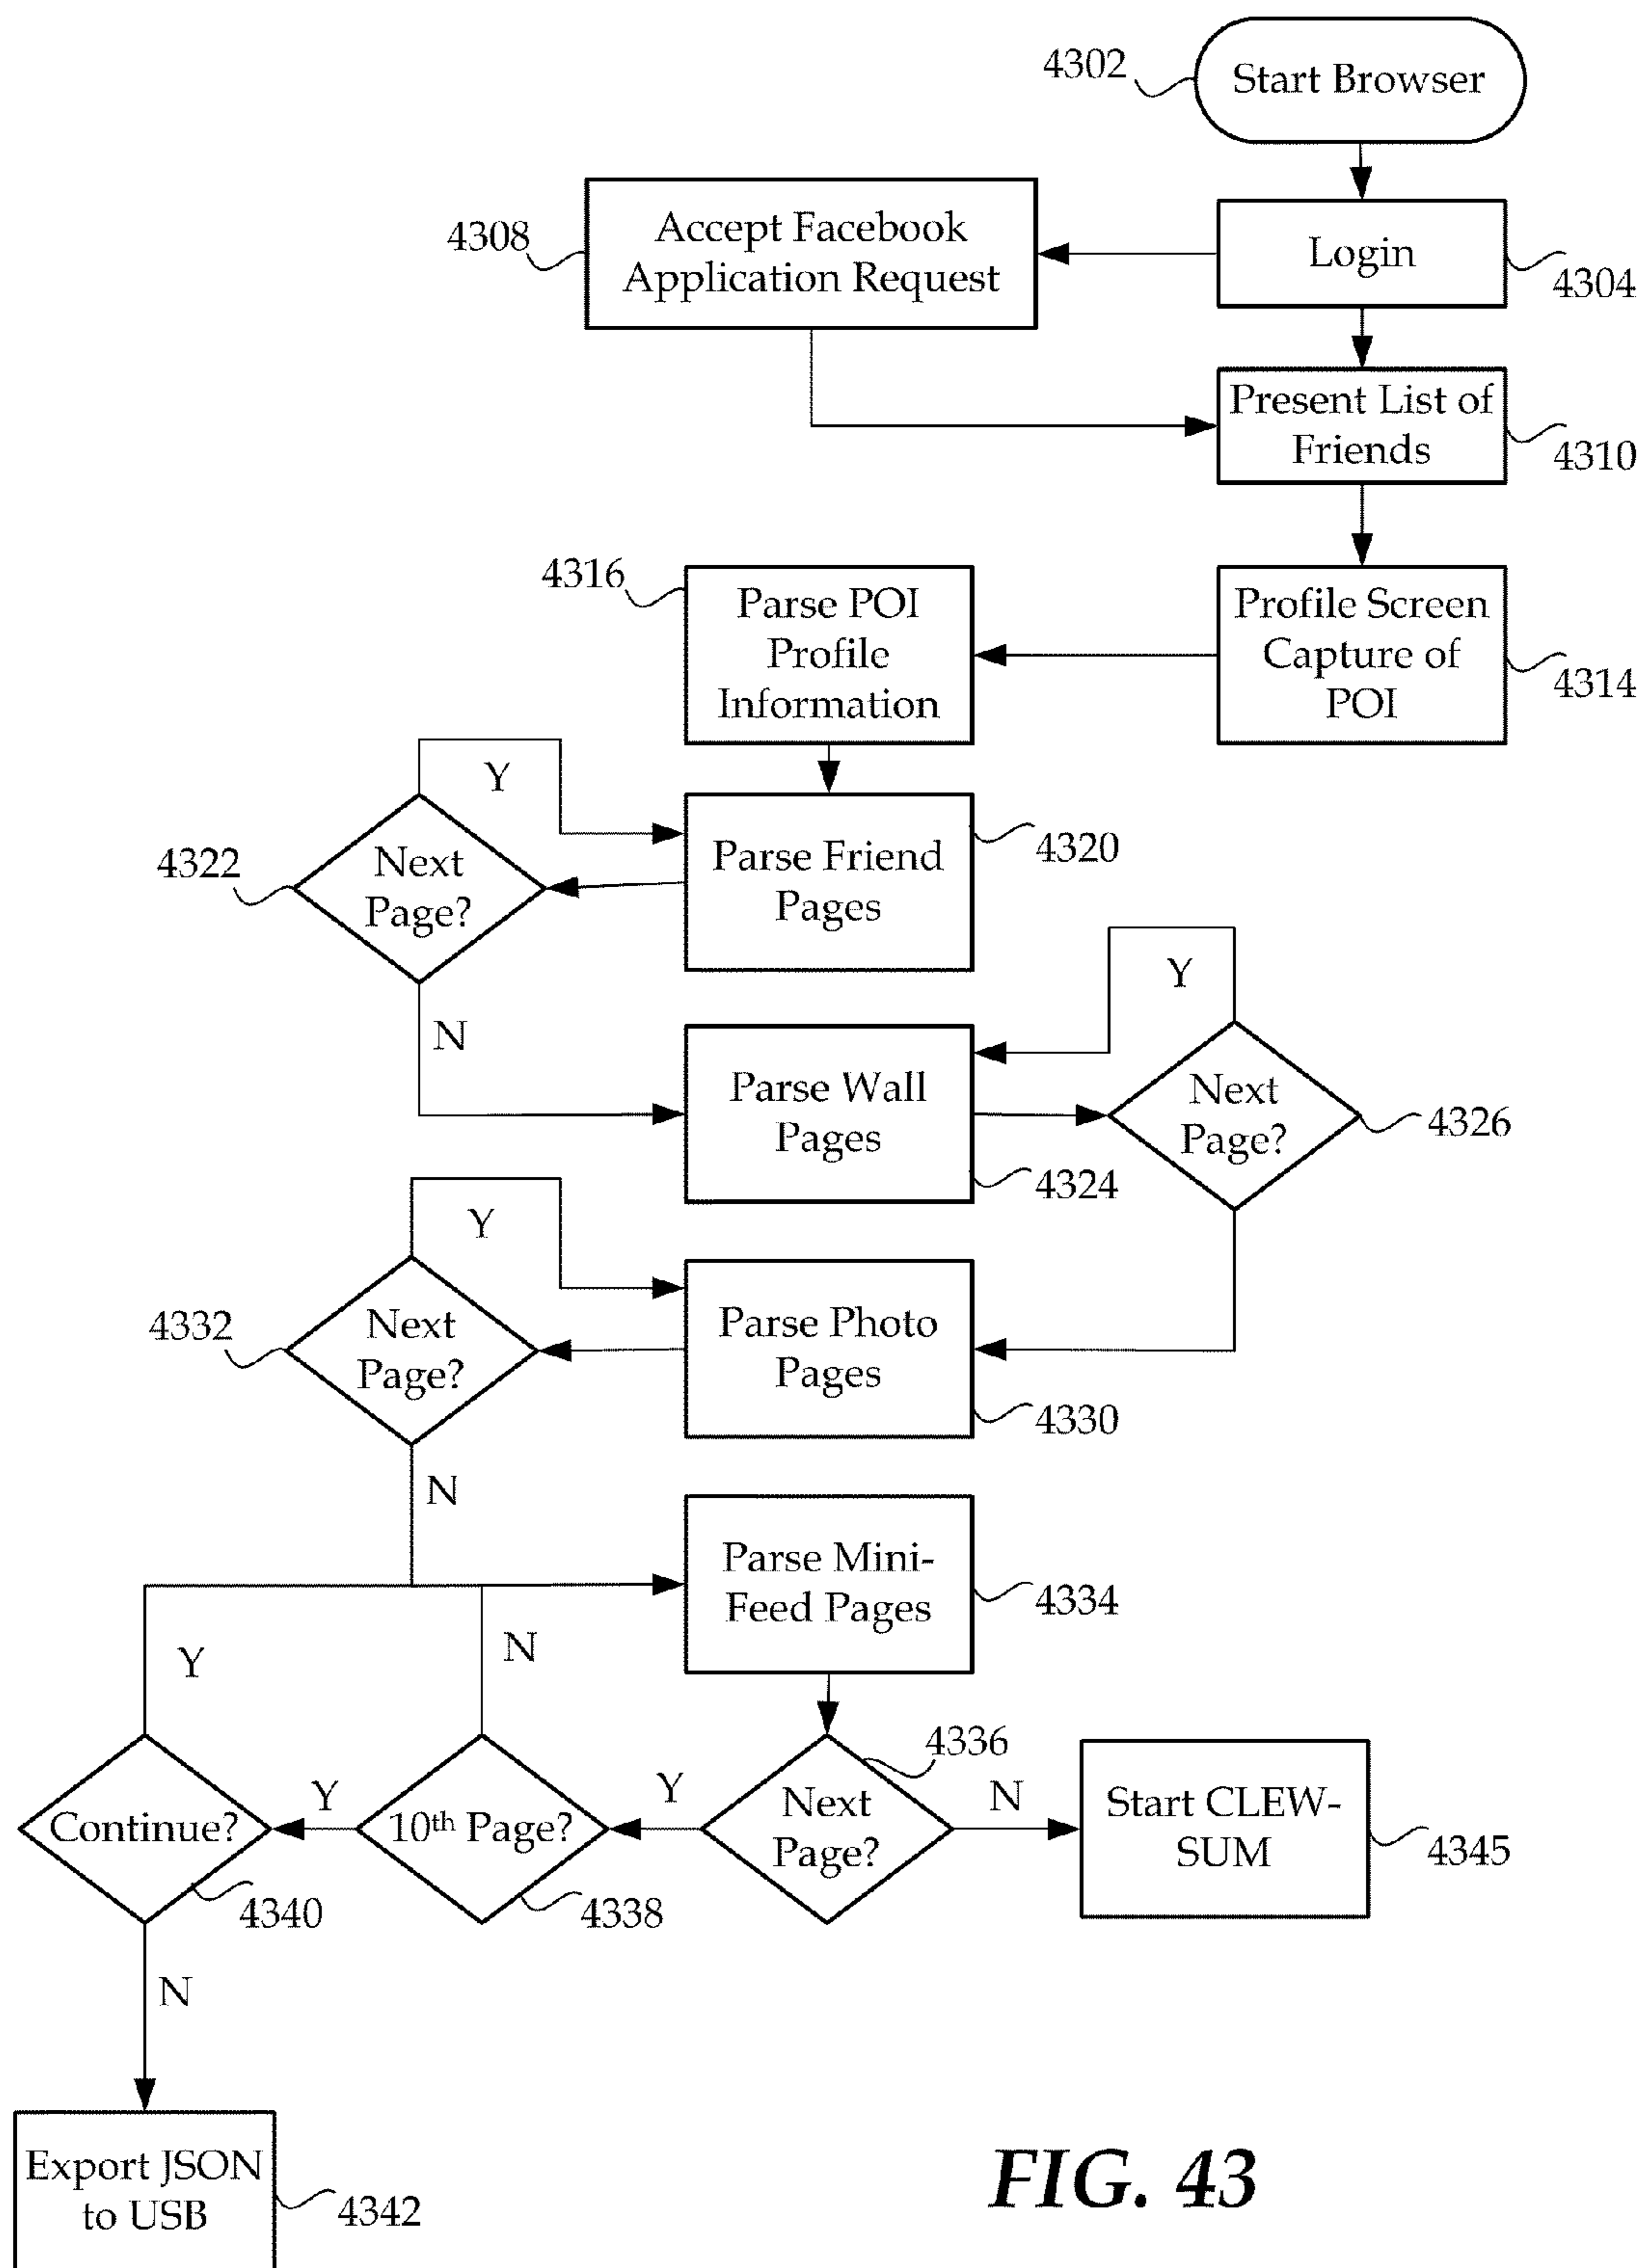 4302
Start Browser
4308
Accept Facebook
Application Request
Login
4304
Present List of
Friends
4310
4316
Parse POI
Profile
Information
Profile Screen
Capture of
POI
4314
Y
4322
Next
Page?
Parse Friend
Pages
4320
N
Y
Parse Wall
Pages
4324
Next
Page?
4326
Y
4332
Next
Page?
Parse Photo
Pages
4330
N
Parse Mini-
Feed Pages
4334
Y
N
4336
Continue?
4340
Y
10th Page?
4338
Y
Next
Page?
N
Start CLEW-
SUM
4345
N
Export JSON
to USB
4342
FIG. 43